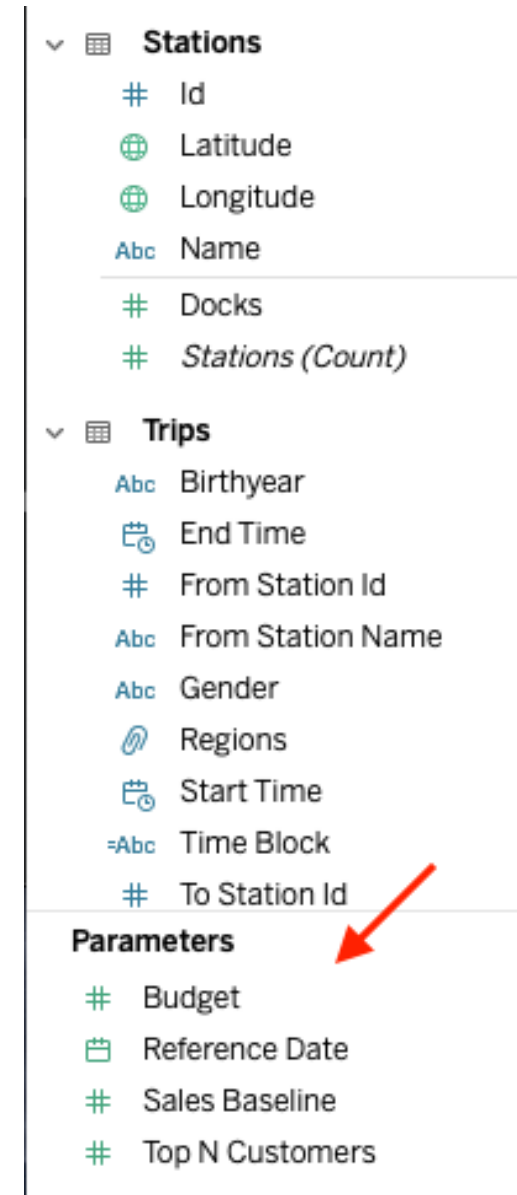 Stations
# Id
Latitude
Longitude
Abc Name
# Docks
# Stations (Count)
Trips
Abc Birthyear
End Time
# From Station Id
Abc From Station Name
Abc Gender
Regions
Start Time
=Abc Time Block
# To Station Id
Parameters
# Budget
Reference Date
# Sales Baseline
# Top N Customers